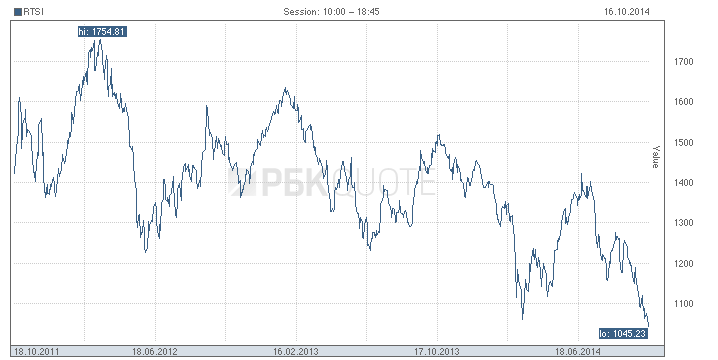 RTSI Session: 10:00 – 18:45 16.10.2014
hi: 1754.81
1700
1600
1500
Yvalue
1400
РБК QUOTE
1300
1200
1100
lo: 1045.23
18.10.2011 18.06.2012 16.02.2013 17.10.2013 18.06.2014